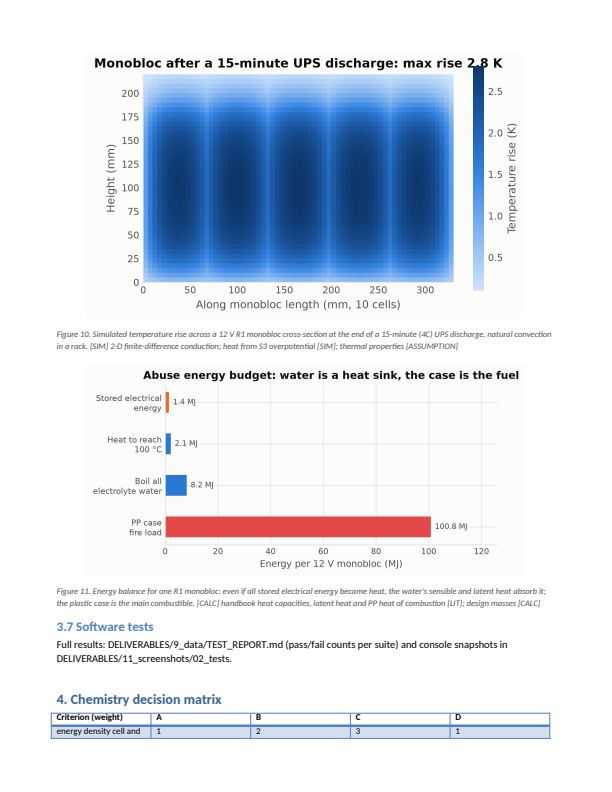 Monobloc after a 15-minute UPS discharge: max rise 2.8 K
200
175
150
125
100
75
50
25
0
Height (mm)
0 50 100 150 200 250 300
Along monobloc length (mm, 10 cells)
2.5
2.0
1.5
1.0
0.5
Temperature rise (K)
Figure 10. Simulated temperature rise across a 12 V R1 monobloc cross-section at the end of a 15-minute (4C) UPS discharge, natural convection
in a rack. [SIM] 2-D finite-difference conduction; heat from S3 overpotential [SIM]; thermal properties [ASSUMPTION]
Abuse energy budget: water is a heat sink, the case is the fuel
Stored electrical
energy
1.4 MJ
Heat to reach
100 °C
2.1 MJ
Boil all
electrolyte water
8.2 MJ
PP case
fire load
100.8 MJ
0 20 40 60 80 100 120
Energy per 12 V monobloc (MJ)
Figure 11. Energy balance for one R1 monobloc: even if all stored electrical energy became heat, the water's sensible and latent heat absorb it;
the plastic case is the main combustible. [CALC] handbook heat capacities, latent heat and PP heat of combustion [LIT]; design masses [CALC]
3.7 Software tests
Full results: DELIVERABLES/9_data/TEST_REPORT.md (pass/fail counts per suite) and console snapshots in
DELIVERABLES/11_screenshots/02_tests.
4. Chemistry decision matrix
Criterion (weight) A B C D
energy density cell and 1 2 3 1